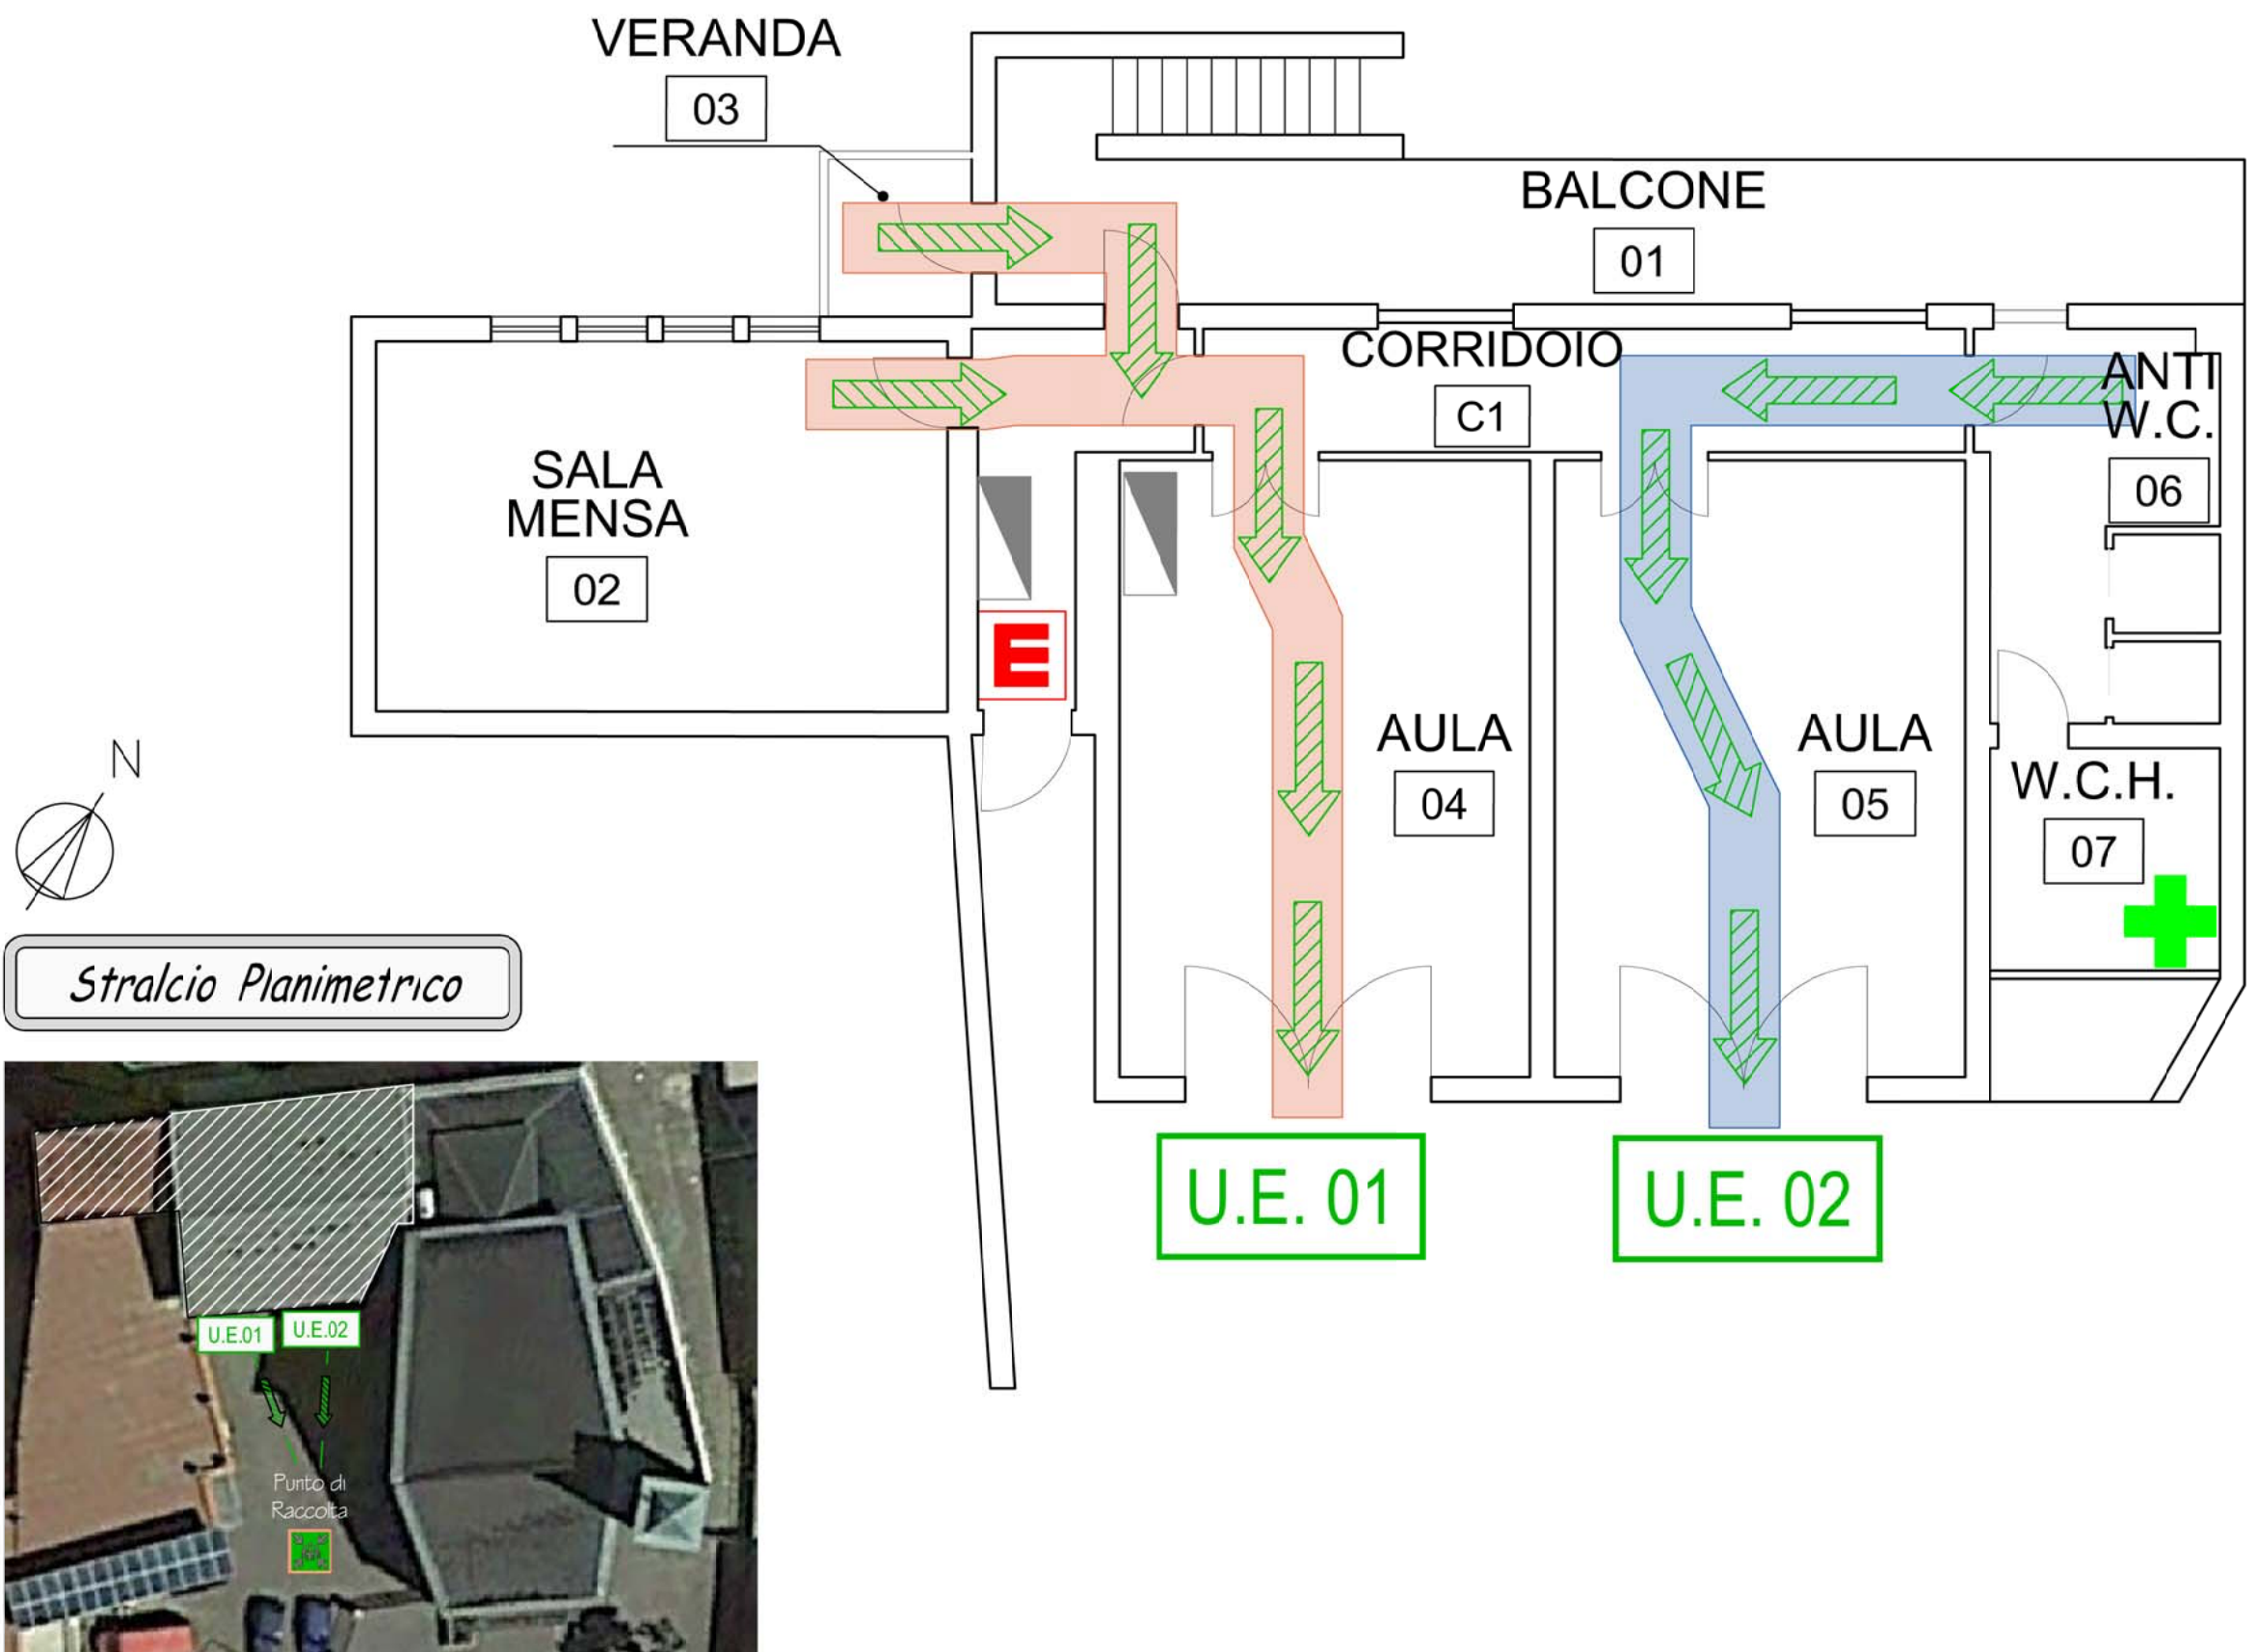 VERANDA
03
BALCONE
01
CORRIDOIO
C1
ANTI
W.C.
06
SALA
MENSA
02
E
AULA
04
AULA
05
W.C.H.
07
N
Stralcio Planimetrico
U.E. 01
U.E. 02
U.E.01
U.E.02
Punto di
Raccolta